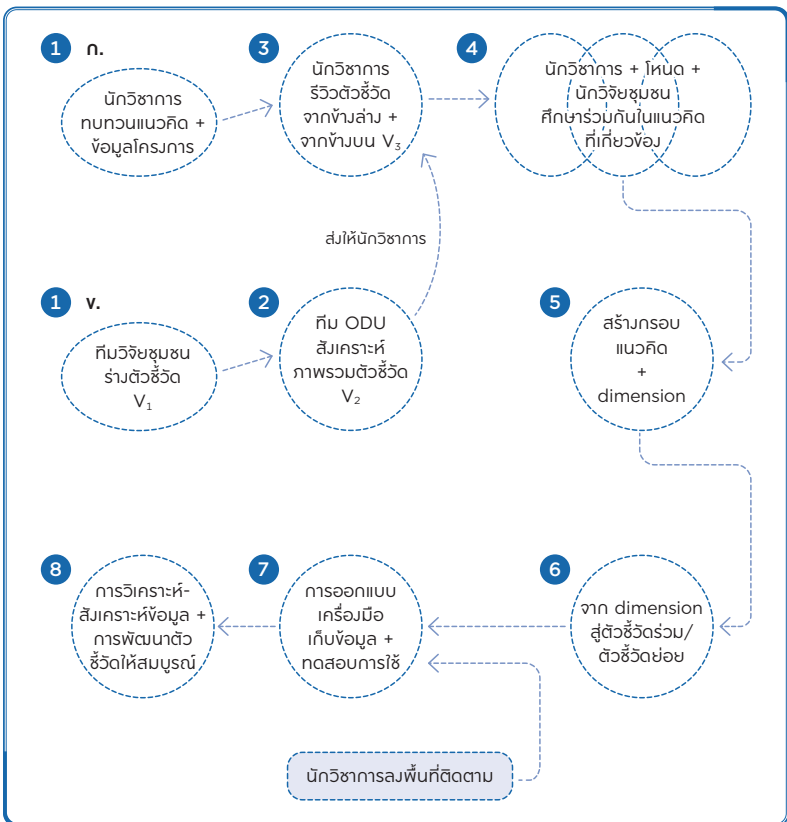 1 ก.
นักวิชาการ
ทบทวนแนวคิด +
ข้อมูลโครงการ
3
นักวิชาการ
รีวิวตัวชี้วัด
จากข้างล่าง +
จากข้างบน V₃
4
นักวิชาการ + โหนด +
นักวิจัยชุมชน
ศึกษาร่วมกันในแนวคิด
ที่เกี่ยวข้อง
ส่งให้นักวิชาการ
1 ข.
ทีมวิจัยชุมชน
ร่างตัวชี้วัด
V₁
2
ทีม ODU
สังเคราะห์
ภาพรวมตัวชี้วัด
V₂
5
สร้างกรอบ
แนวคิด
+
dimension
8
การวิเคราะห์-
สังเคราะห์ข้อมูล +
การพัฒนาตัว
ชี้วัดให้สมบูรณ์
7
การออกแบบ
เครื่องมือ
เก็บข้อมูล +
ทดสอบการใช้
6
จาก dimension
สู่ตัวชี้วัดร่วม/
ตัวชี้วัดย่อย
นักวิชาการลงพื้นที่ติดตาม